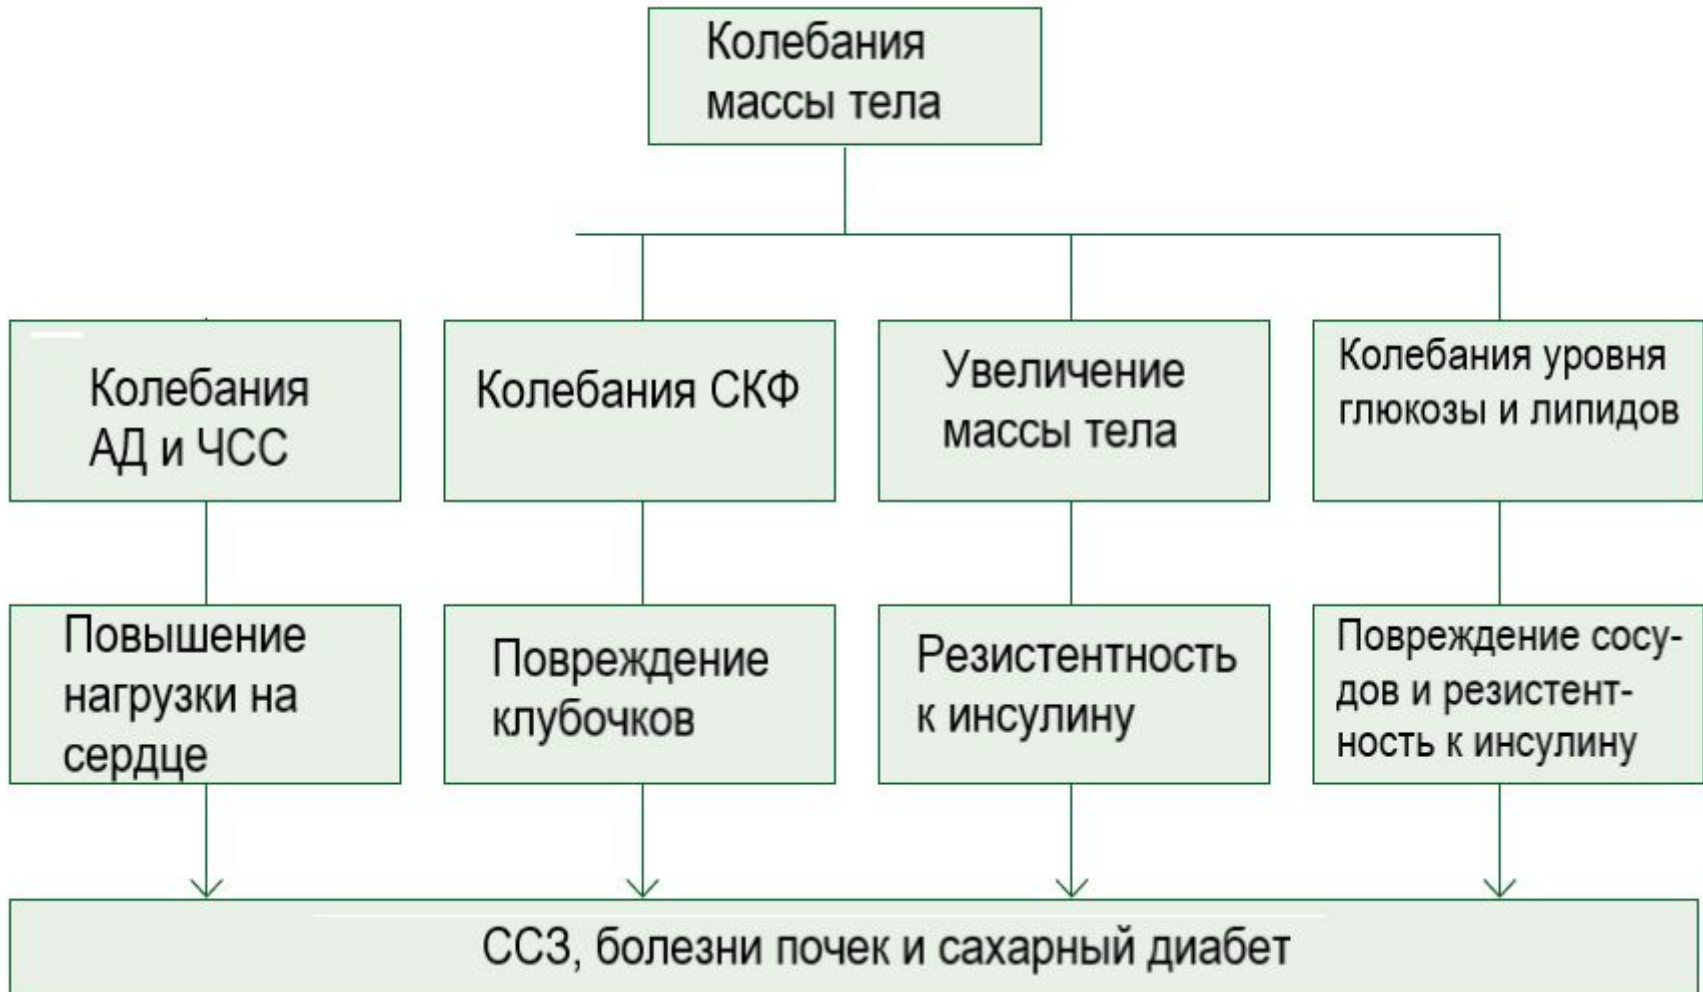 Колебания
массы тела
Колебания
АД и ЧСС
Колебания СКФ
Увеличение
массы тела
Колебания уровня
глюкозы и липидов
Повышение
нагрузки на
сердце
Повреждение
клубочков
Резистентность
к инсулину
Повреждение сосу-
дов и резистент-
ность к инсулину
ССЗ, болезни почек и сахарный диабет